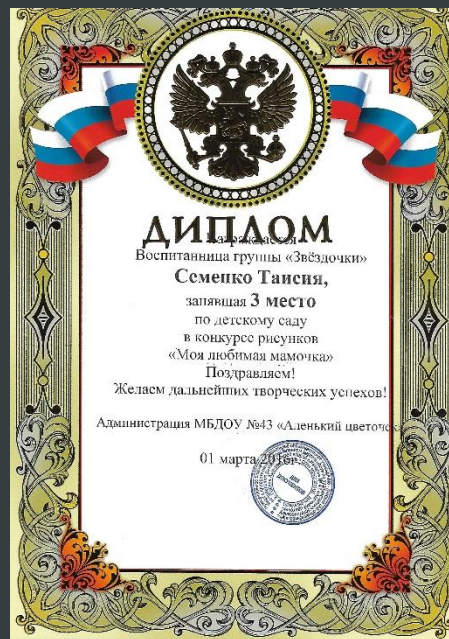 ДИПЛОМ
Награждается
Воспитанница группы «Звёздочки»
Семенко Таисия,
занявшая 3 место
по детскому саду
в конкурсе рисунков
«Моя любимая мамочка»
Поздравляем!
Желаем дальнейших творческих успехов!
Администрация МБДОУ №43 «Аленький цветочек
01 марта 2016г.